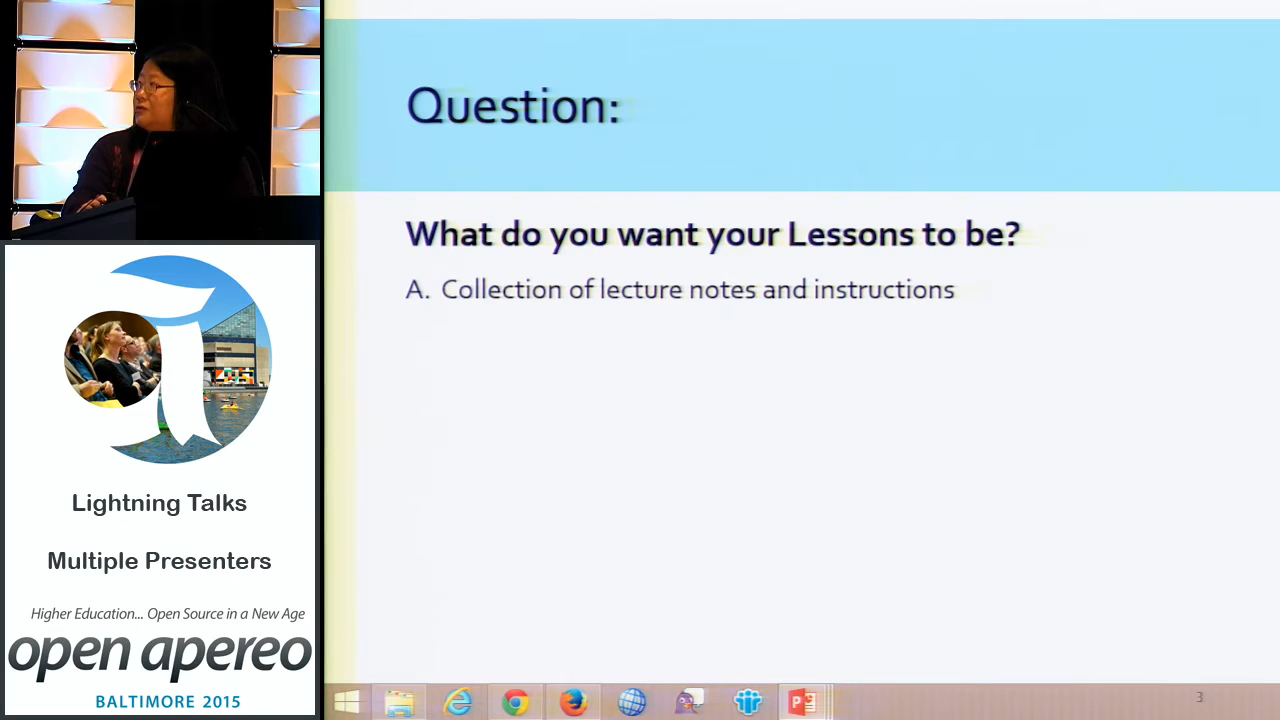 Question:
What do you want your Lessons to be?
A. Collection of lecture notes and instructions
3
Lightning Talks
Multiple Presenters
Higher Education... Open Source in a New Age
open apereo
BALTIMORE 2015